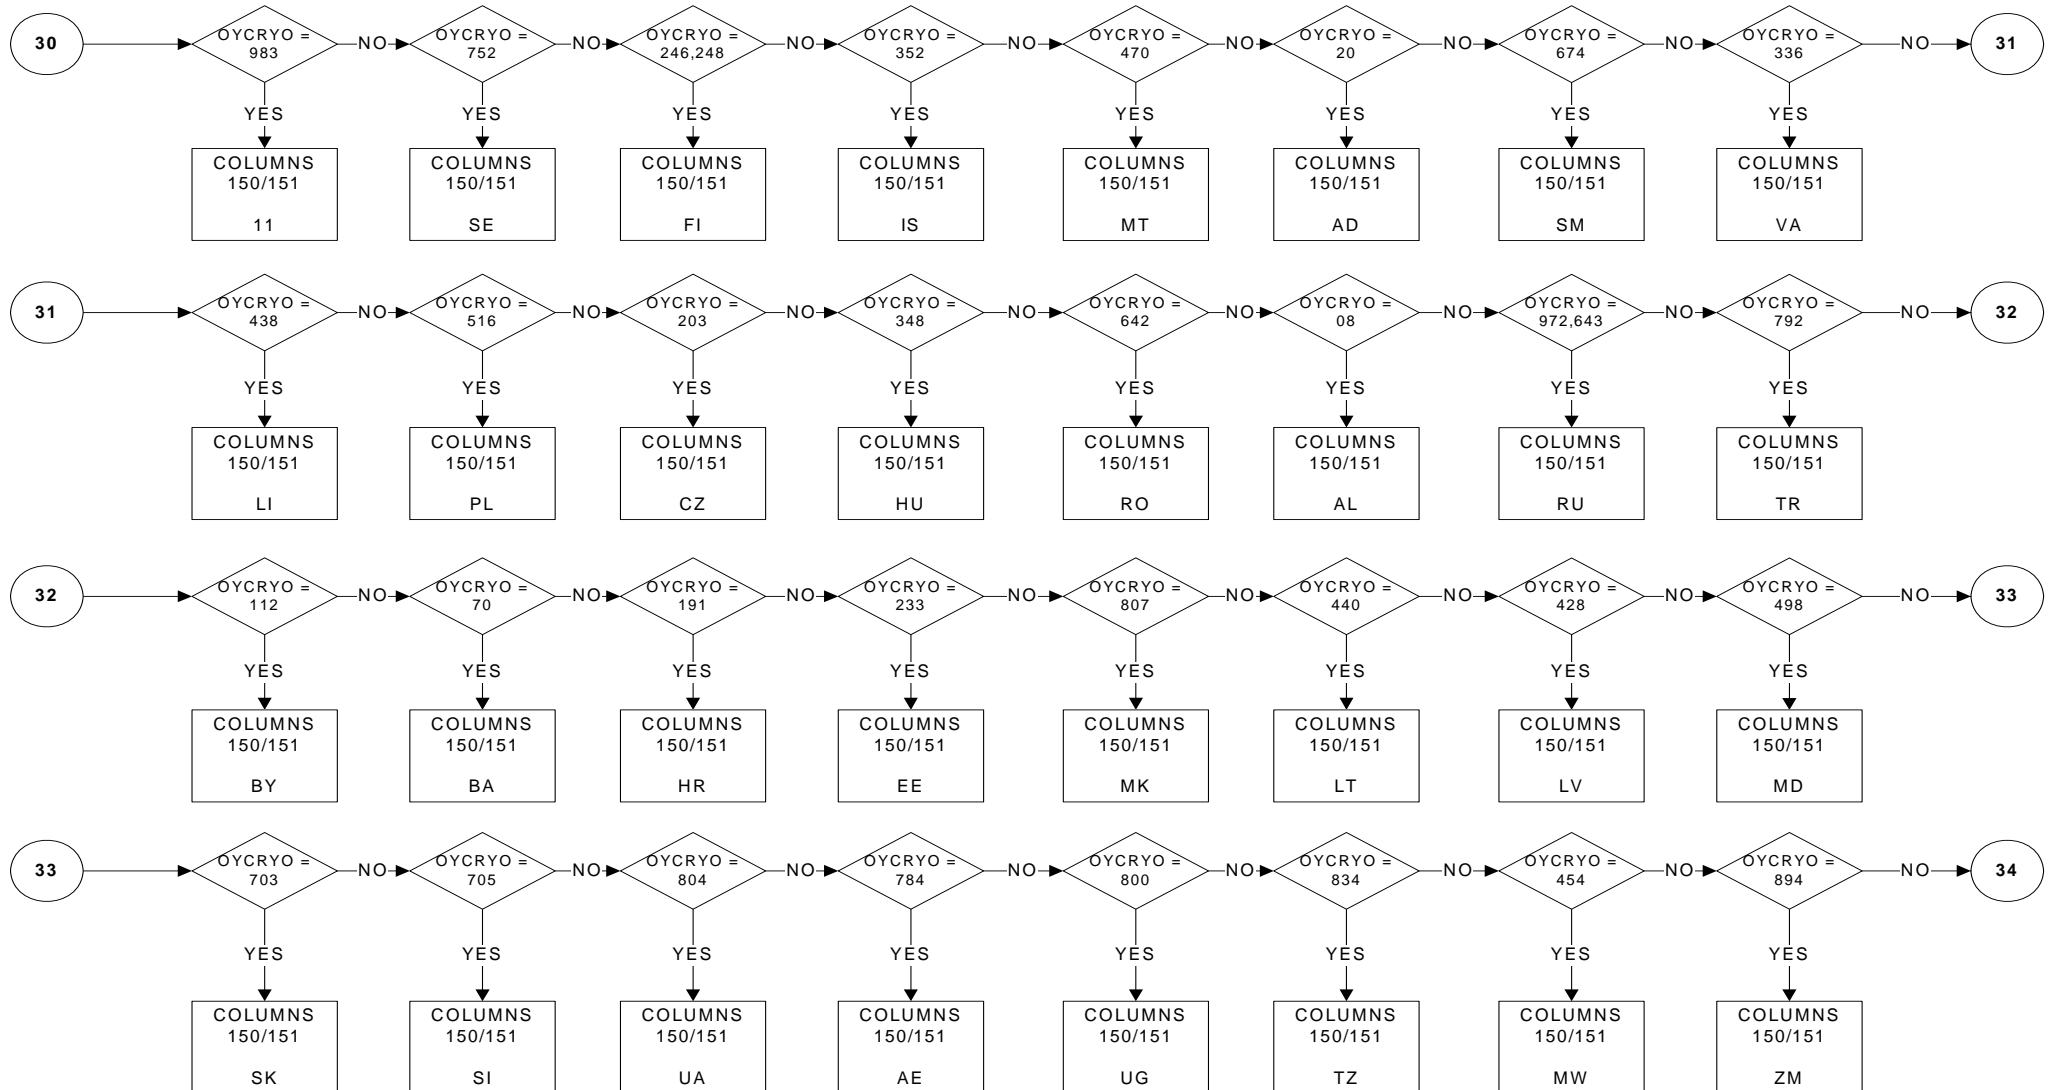 30
OYCRYO =
983
NO
OYCRYO =
752
NO
OYCRYO =
246,248
NO
OYCRYO =
352
NO
OYCRYO =
470
NO
OYCRYO =
20
NO
OYCRYO =
674
NO
OYCRYO =
336
NO
31
YES
YES
YES
YES
YES
YES
YES
YES
COLUMNS
150/151
11
COLUMNS
150/151
SE
COLUMNS
150/151
FI
COLUMNS
150/151
IS
COLUMNS
150/151
MT
COLUMNS
150/151
AD
COLUMNS
150/151
SM
COLUMNS
150/151
VA
31
OYCRYO =
438
NO
OYCRYO =
516
NO
OYCRYO =
203
NO
OYCRYO =
348
NO
OYCRYO =
642
NO
OYCRYO =
08
NO
OYCRYO =
972,643
NO
OYCRYO =
792
NO
32
YES
YES
YES
YES
YES
YES
YES
YES
COLUMNS
150/151
LI
COLUMNS
150/151
PL
COLUMNS
150/151
CZ
COLUMNS
150/151
HU
COLUMNS
150/151
RO
COLUMNS
150/151
AL
COLUMNS
150/151
RU
COLUMNS
150/151
TR
32
OYCRYO =
112
NO
OYCRYO =
70
NO
OYCRYO =
191
NO
OYCRYO =
233
NO
OYCRYO =
807
NO
OYCRYO =
440
NO
OYCRYO =
428
NO
OYCRYO =
498
NO
33
YES
YES
YES
YES
YES
YES
YES
YES
COLUMNS
150/151
BY
COLUMNS
150/151
BA
COLUMNS
150/151
HR
COLUMNS
150/151
EE
COLUMNS
150/151
MK
COLUMNS
150/151
LT
COLUMNS
150/151
LV
COLUMNS
150/151
MD
33
OYCRYO =
703
NO
OYCRYO =
705
NO
OYCRYO =
804
NO
OYCRYO =
784
NO
OYCRYO =
800
NO
OYCRYO =
834
NO
OYCRYO =
454
NO
OYCRYO =
894
NO
34
YES
YES
YES
YES
YES
YES
YES
YES
COLUMNS
150/151
SK
COLUMNS
150/151
SI
COLUMNS
150/151
UA
COLUMNS
150/151
AE
COLUMNS
150/151
UG
COLUMNS
150/151
TZ
COLUMNS
150/151
MW
COLUMNS
150/151
ZM